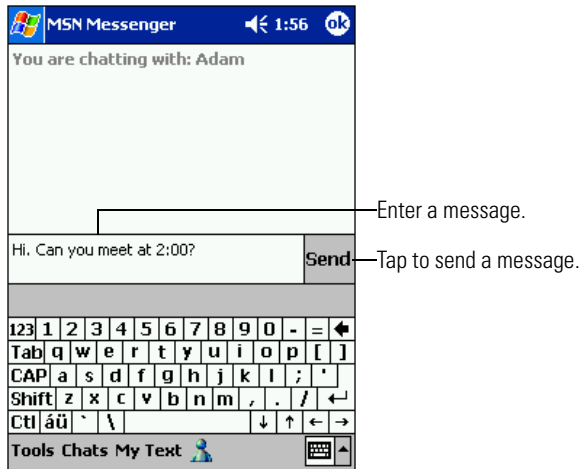 MSN Messenger 1:56 ok
You are chatting with: Adam
Enter a message.
Hi. Can you meet at 2:00?
Send
Tap to send a message.
123 1 2 3 4 5 6 7 8 9 0 - =
Tab q w e r t y u i o p [ ]
CAP a s d f g h j k l ; '
Shift z x c v b n m , . /
Ctl áü ` \
Tools Chats My Text